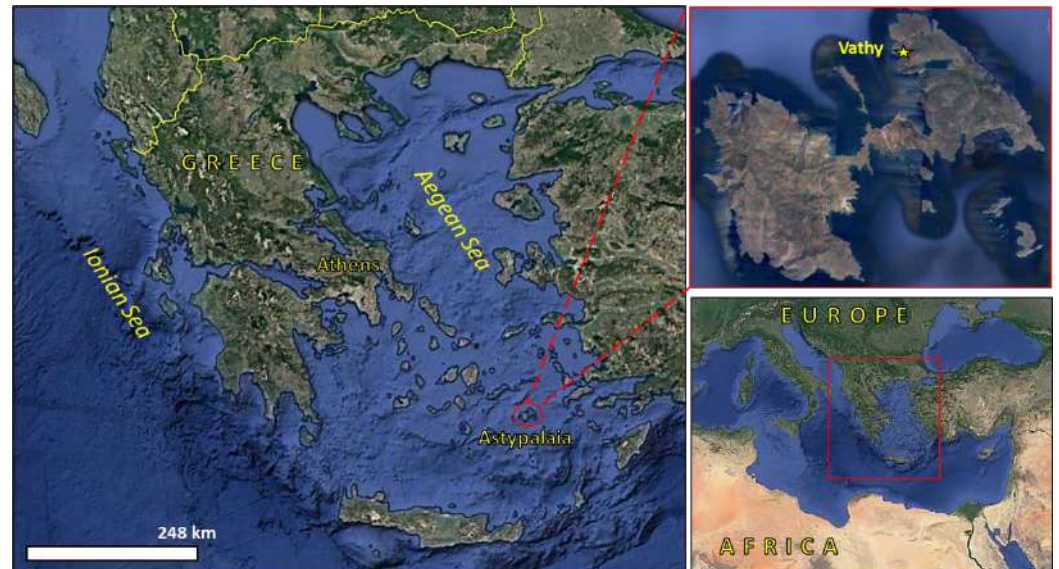 GREECE
Aegean Sea
Ionian Sea
Athens
Astypalaia
248 km
Vathy
EUROPE
AFRICA